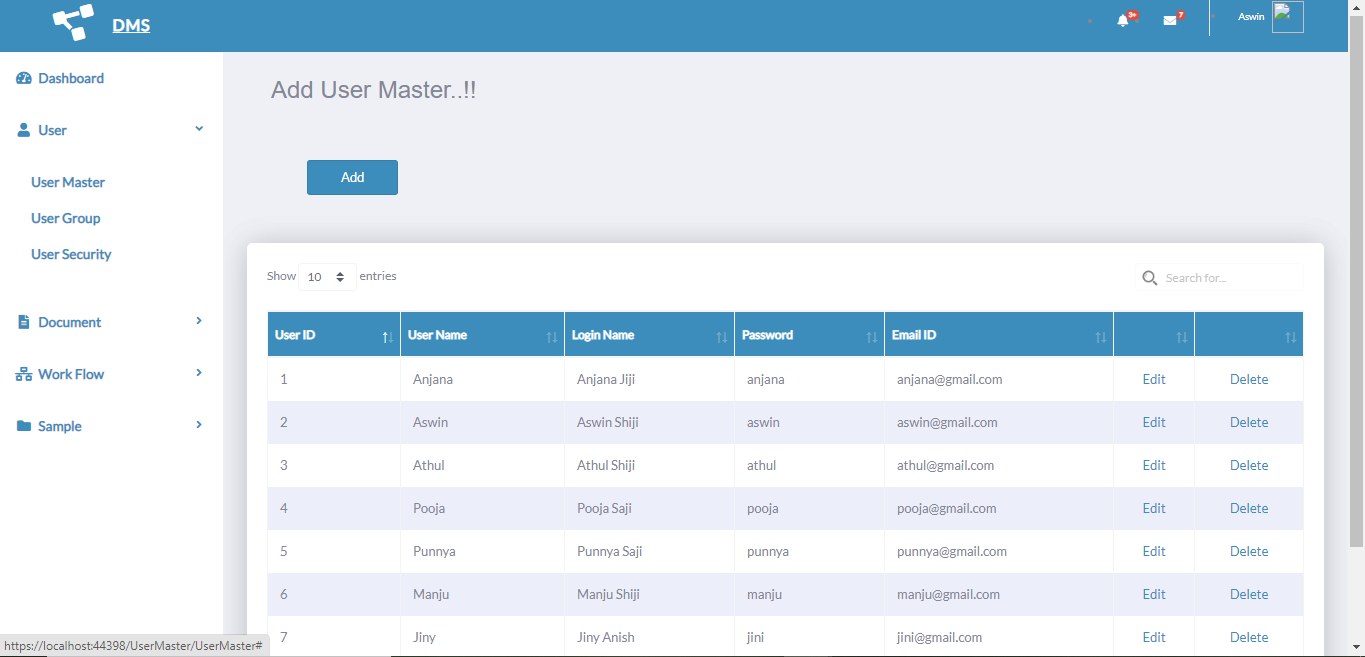 DMS
3+
7
Aswin
Dashboard
User
User Master
User Group
User Security
Document
Work Flow
Sample
Add User Master..!!
Add
Show 10 entries
Search for...
User ID User Name Login Name Password Email ID
1 Anjana Anjana Jiji anjana anjana@gmail.com Edit Delete
2 Aswin Aswin Shiji aswin aswin@gmail.com Edit Delete
3 Athul Athul Shiji athul athul@gmail.com Edit Delete
4 Pooja Pooja Saji pooja pooja@gmail.com Edit Delete
5 Punnya Punnya Saji punnya punnya@gmail.com Edit Delete
6 Manju Manju Shiji manju manju@gmail.com Edit Delete
7 Jiny Jiny Anish jini jini@gmail.com Edit Delete
https://localhost:44398/UserMaster/UserMaster#